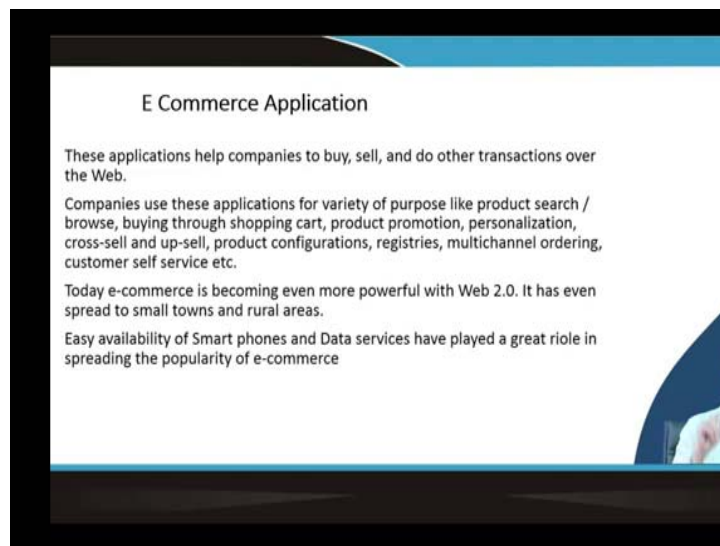 E Commerce Application
These applications help companies to buy, sell, and do other transactions over
the Web.
Companies use these applications for variety of purpose like product search /
browse, buying through shopping cart, product promotion, personalization,
cross-sell and up-sell, product configurations, registries, multichannel ordering,
customer self service etc.
Today e-commerce is becoming even more powerful with Web 2.0. It has even
spread to small towns and rural areas.
Easy availability of Smart phones and Data services have played a great riole in
spreading the popularity of e-commerce